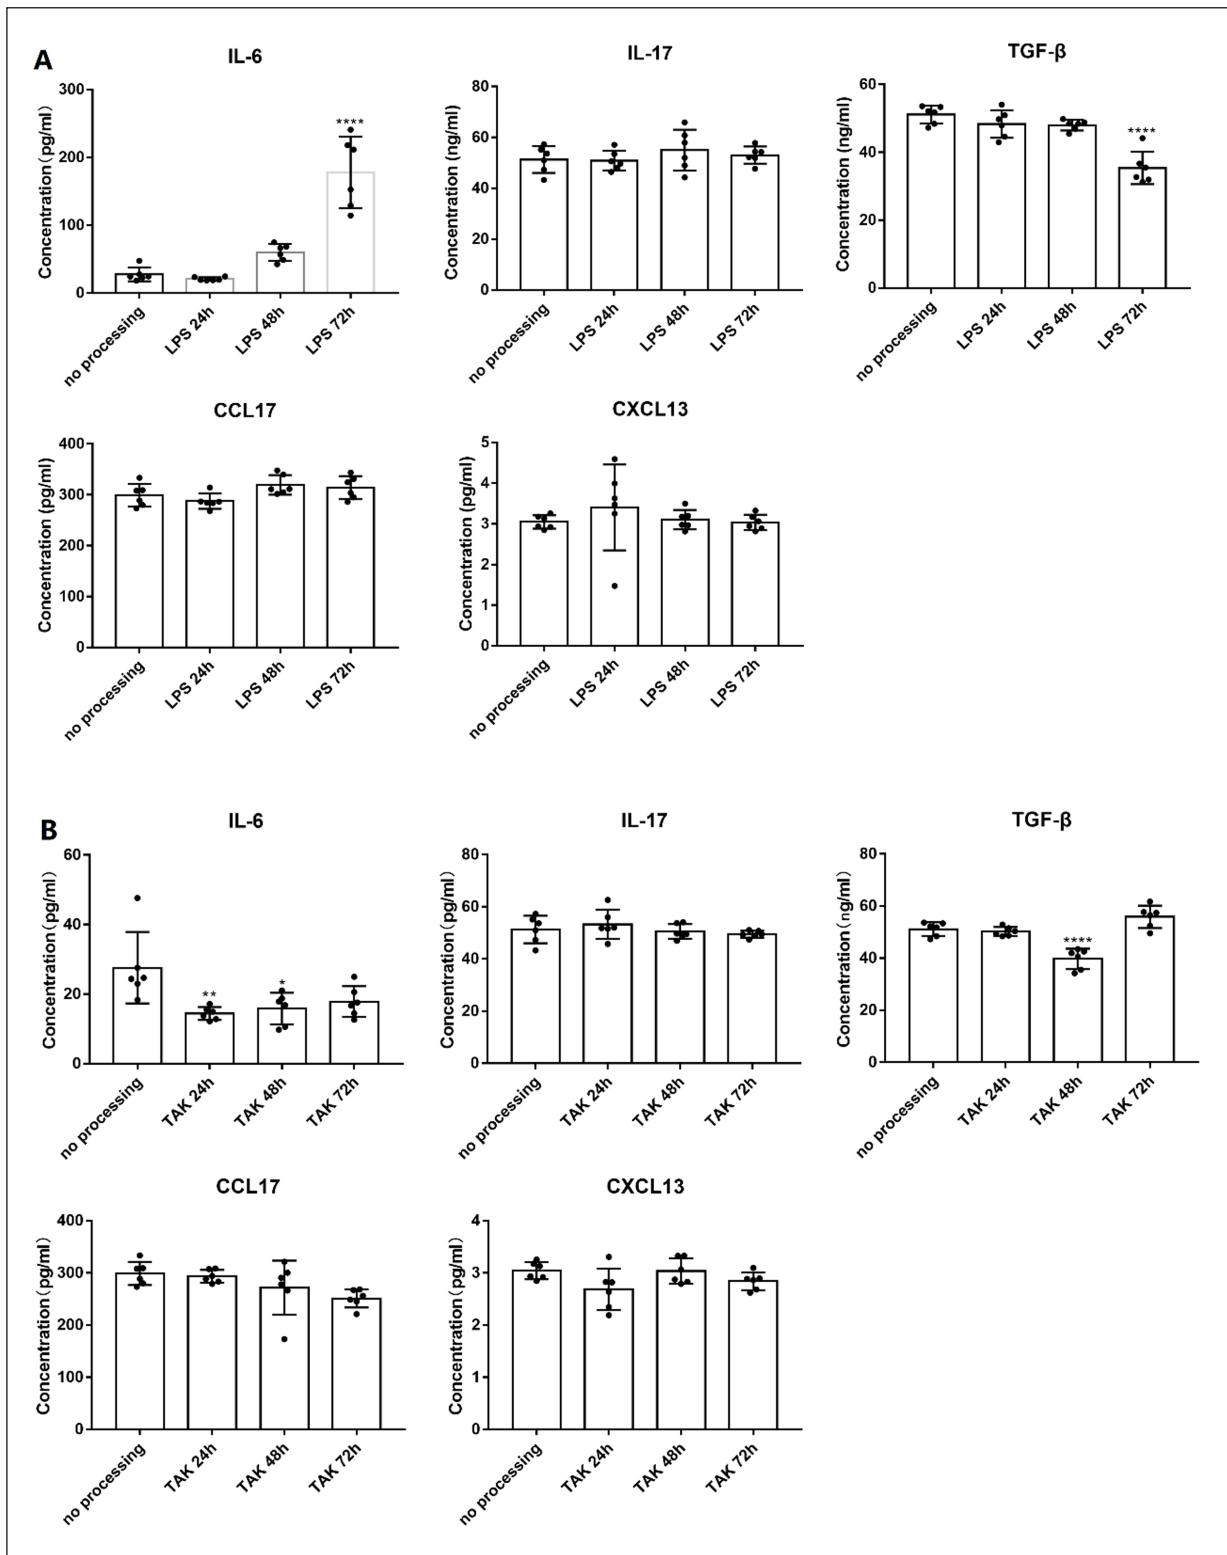 A
IL-6
Concentration (pg/ml)
300
200
100
0
****
no processing
LPS 24h
LPS 48h
LPS 72h
IL-17
Concentration (ng/ml)
80
60
40
20
0
no processing
LPS 24h
LPS 48h
LPS 72h
TGF-β
Concentration (ng/ml)
60
40
20
0
****
no processing
LPS 24h
LPS 48h
LPS 72h
CCL17
Concentration (pg/ml)
400
300
200
100
0
no processing
LPS 24h
LPS 48h
LPS 72h
CXCL13
Concentration (pg/ml)
5
4
3
2
1
0
no processing
LPS 24h
LPS 48h
LPS 72h
B
IL-6
Concentration (pg/ml)
60
40
20
0
**
*
no processing
TAK 24h
TAK 48h
TAK 72h
IL-17
Concentration (pg/ml)
80
60
40
20
0
no processing
TAK 24h
TAK 48h
TAK 72h
TGF-β
Concentration (ng/ml)
80
60
40
20
0
****
no processing
TAK 24h
TAK 48h
TAK 72h
CCL17
Concentration (pg/ml)
400
300
200
100
0
no processing
TAK 24h
TAK 48h
TAK 72h
CXCL13
Concentration (pg/ml)
4
3
2
1
0
no processing
TAK 24h
TAK 48h
TAK 72h